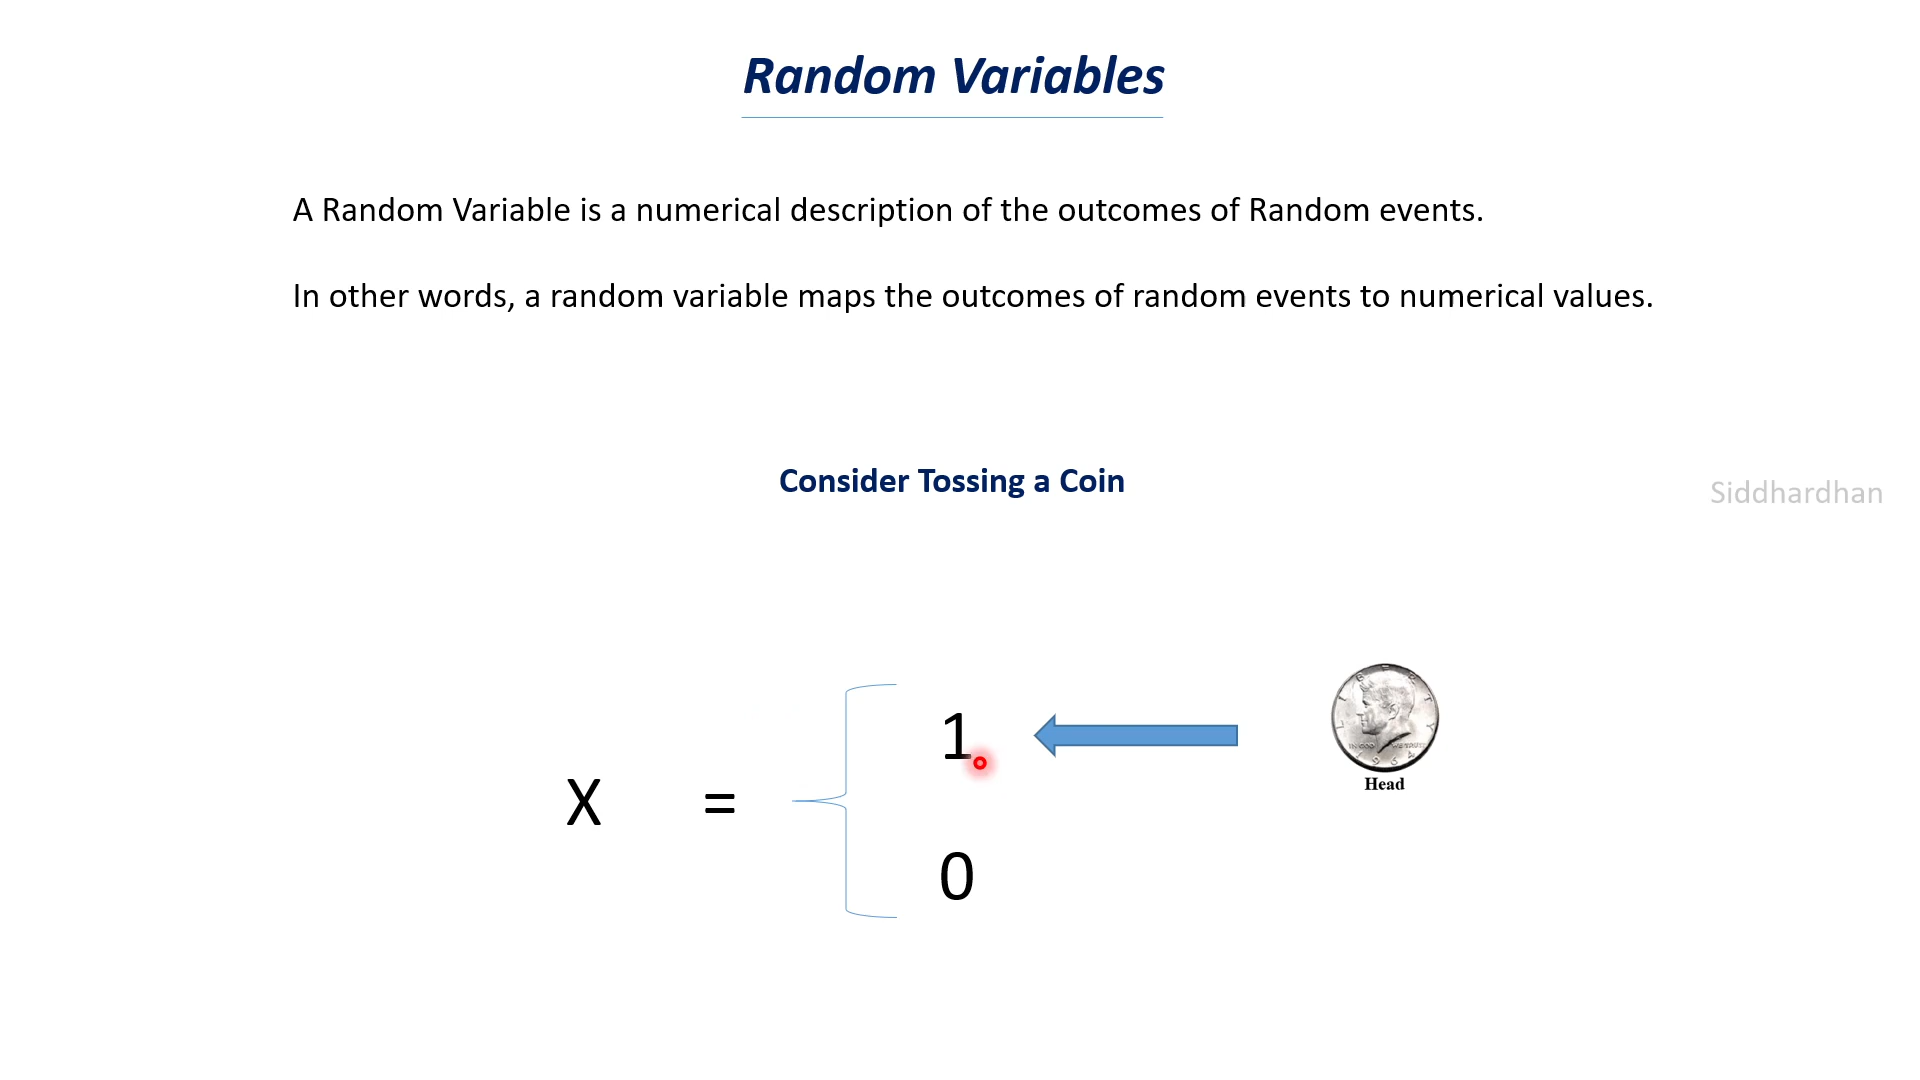 Random Variables
A Random Variable is a numerical description of the outcomes of Random events.
In other words, a random variable maps the outcomes of random events to numerical values.
Consider Tossing a Coin
Siddhardhan
X = 1
0
Head